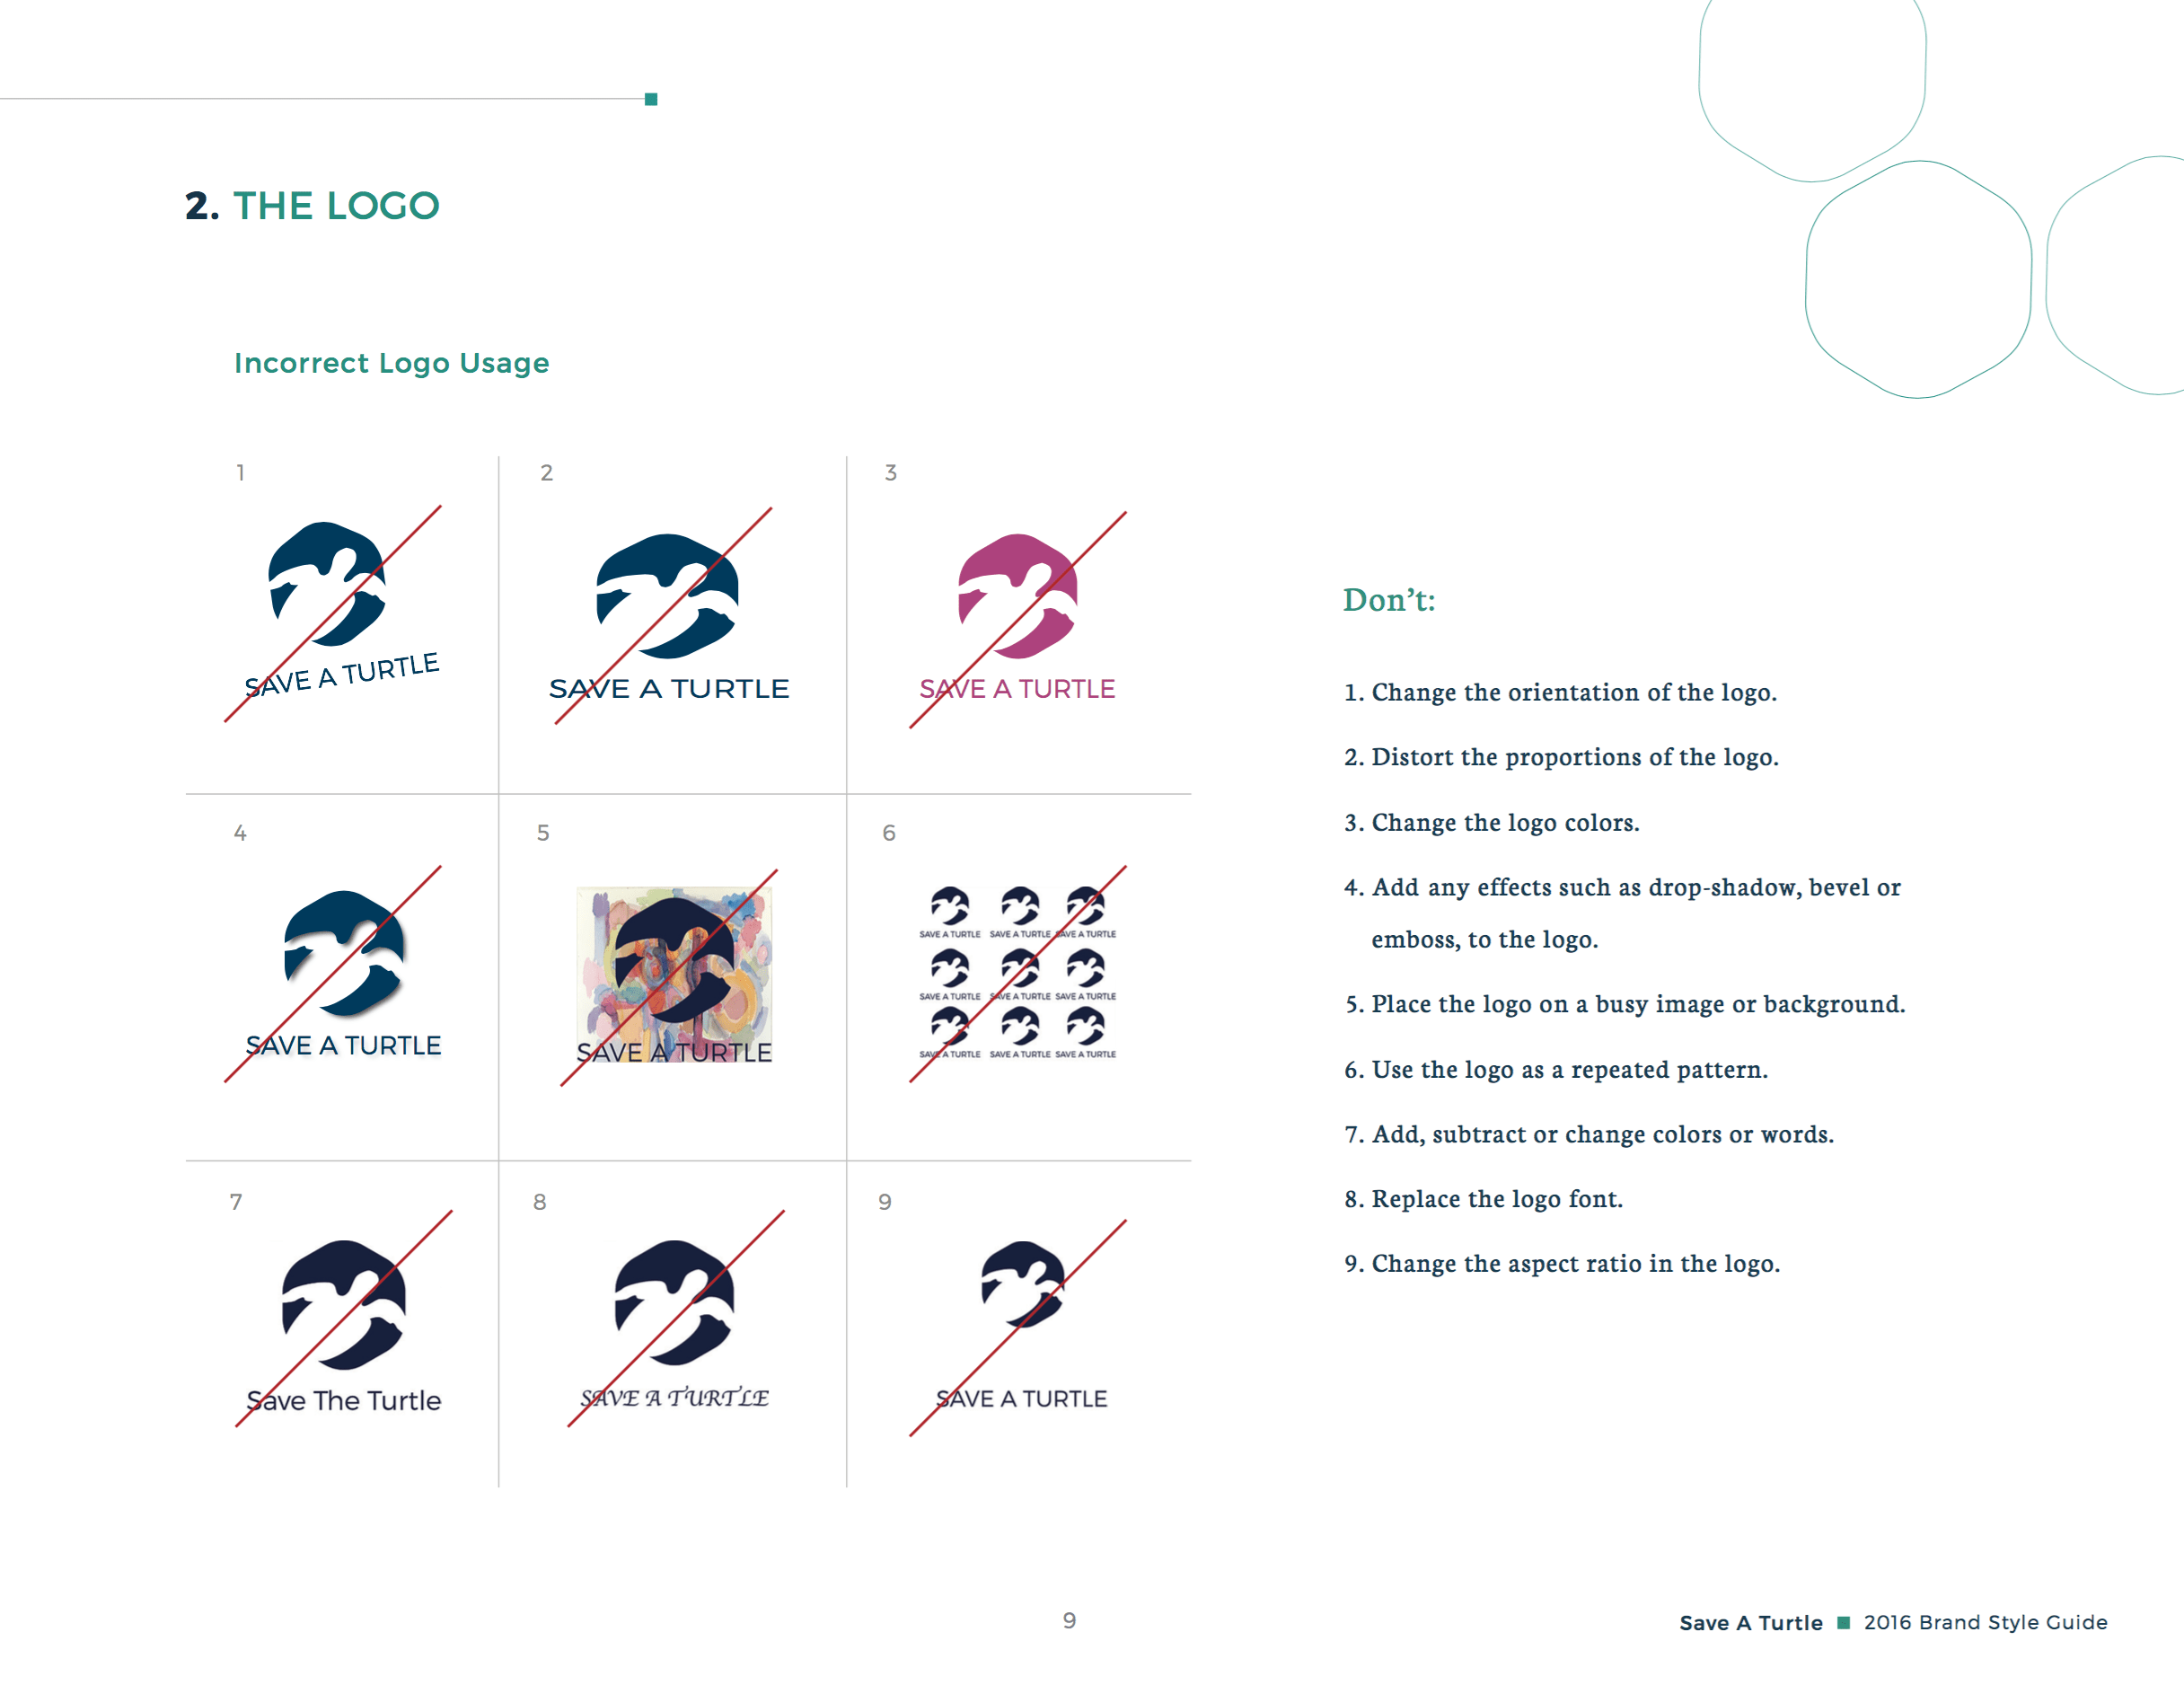 2. THE LOGO
Incorrect Logo Usage
1
2
3
SAVE A TURTLE
SAVE A TURTLE
SAVE A TURTLE
4
5
6
SAVE A TURTLE
SAVE A TURTLE
SAVE A TURTLE SAVE A TURTLE SAVE A TURTLE
SAVE A TURTLE SAVE A TURTLE SAVE A TURTLE
SAVE A TURTLE SAVE A TURTLE SAVE A TURTLE
7
8
9
Save The Turtle
SAVE A TURTLE
SAVE A TURTLE
Don’t:
1. Change the orientation of the logo.
2. Distort the proportions of the logo.
3. Change the logo colors.
4. Add any effects such as drop-shadow, bevel or
emboss, to the logo.
5. Place the logo on a busy image or background.
6. Use the logo as a repeated pattern.
7. Add, subtract or change colors or words.
8. Replace the logo font.
9. Change the aspect ratio in the logo.
9
Save A Turtle ■ 2016 Brand Style Guide